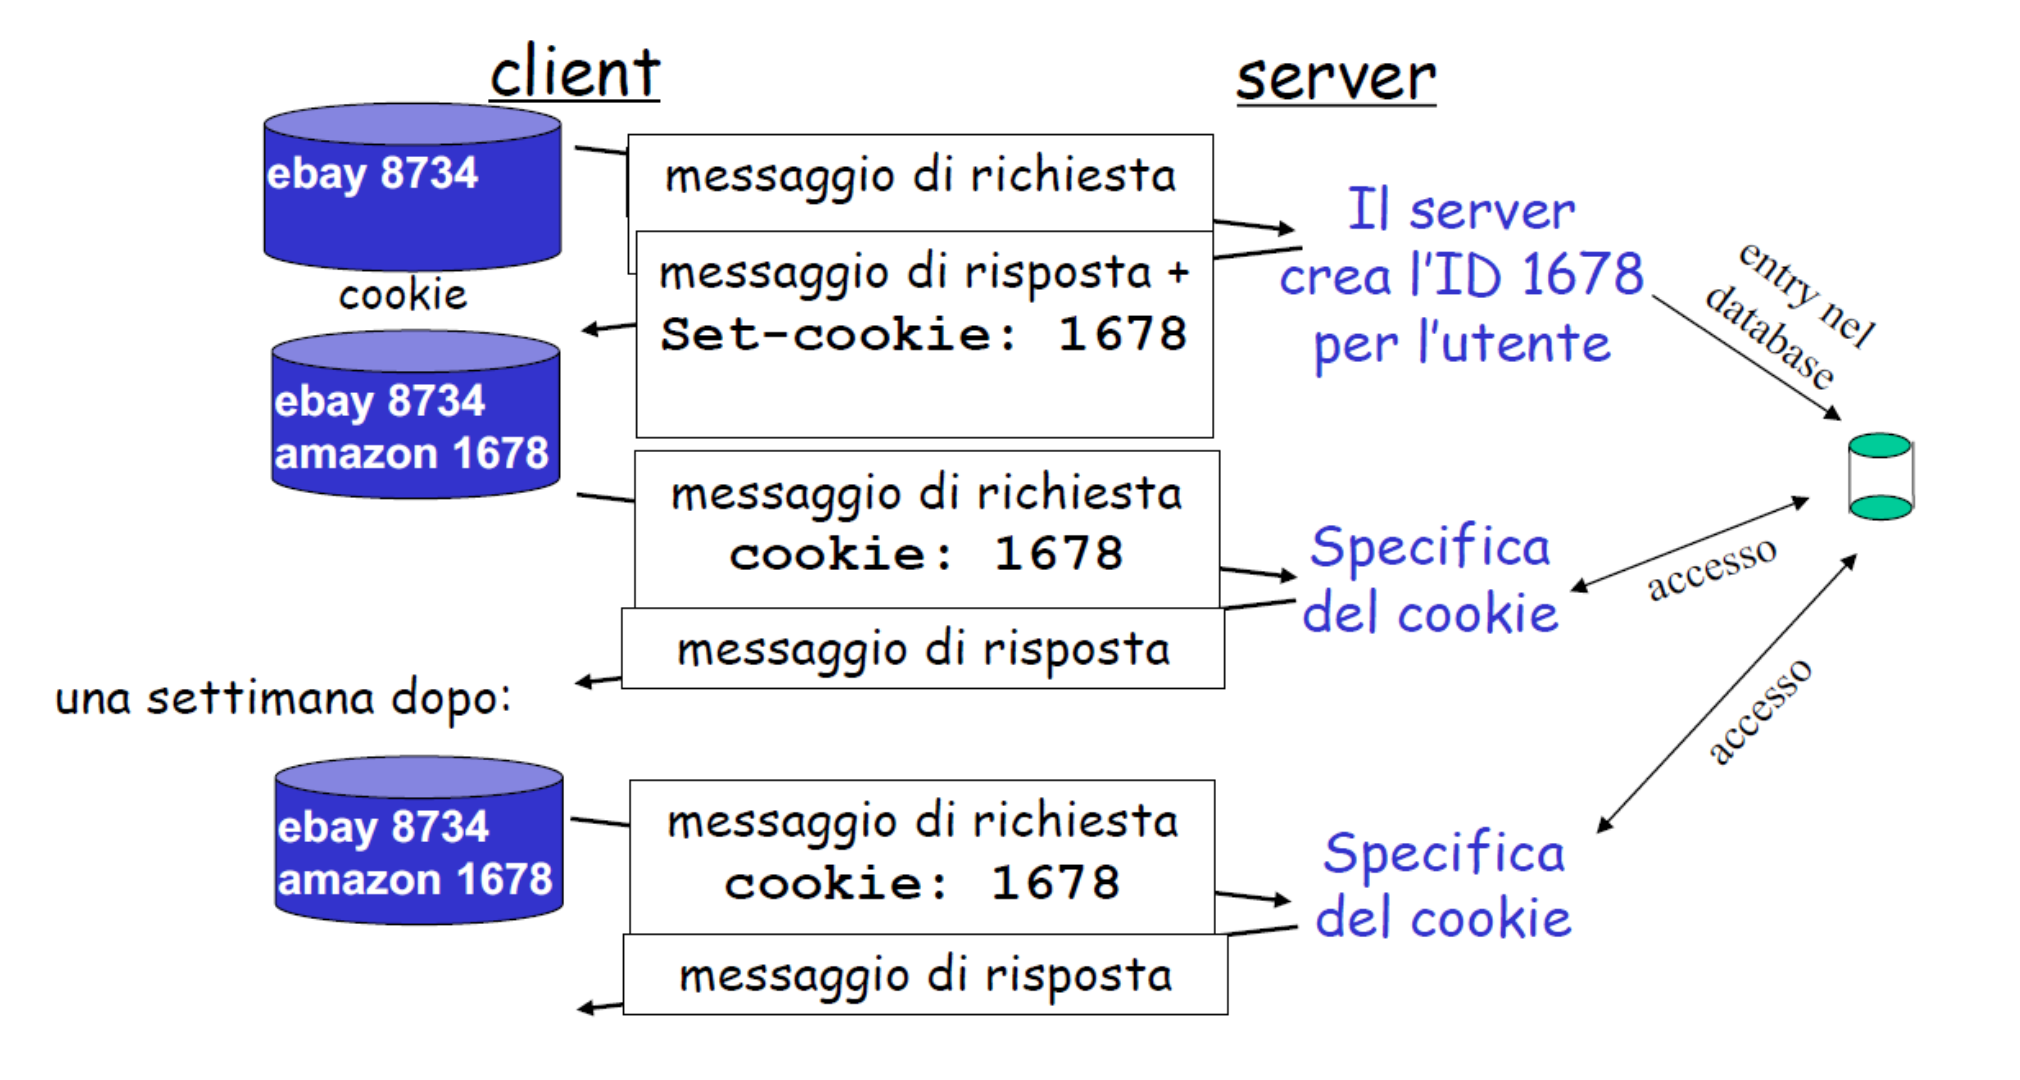 client
server
ebay 8734
messaggio di richiesta
Il server
crea l'ID 1678
per l'utente
entry nel
database
messaggio di risposta +
Set-cookie: 1678
cookie
ebay 8734
amazon 1678
messaggio di richiesta
cookie: 1678
Specifica
del cookie
accesso
messaggio di risposta
una settimana dopo:
accesso
ebay 8734
amazon 1678
messaggio di richiesta
cookie: 1678
Specifica
del cookie
messaggio di risposta